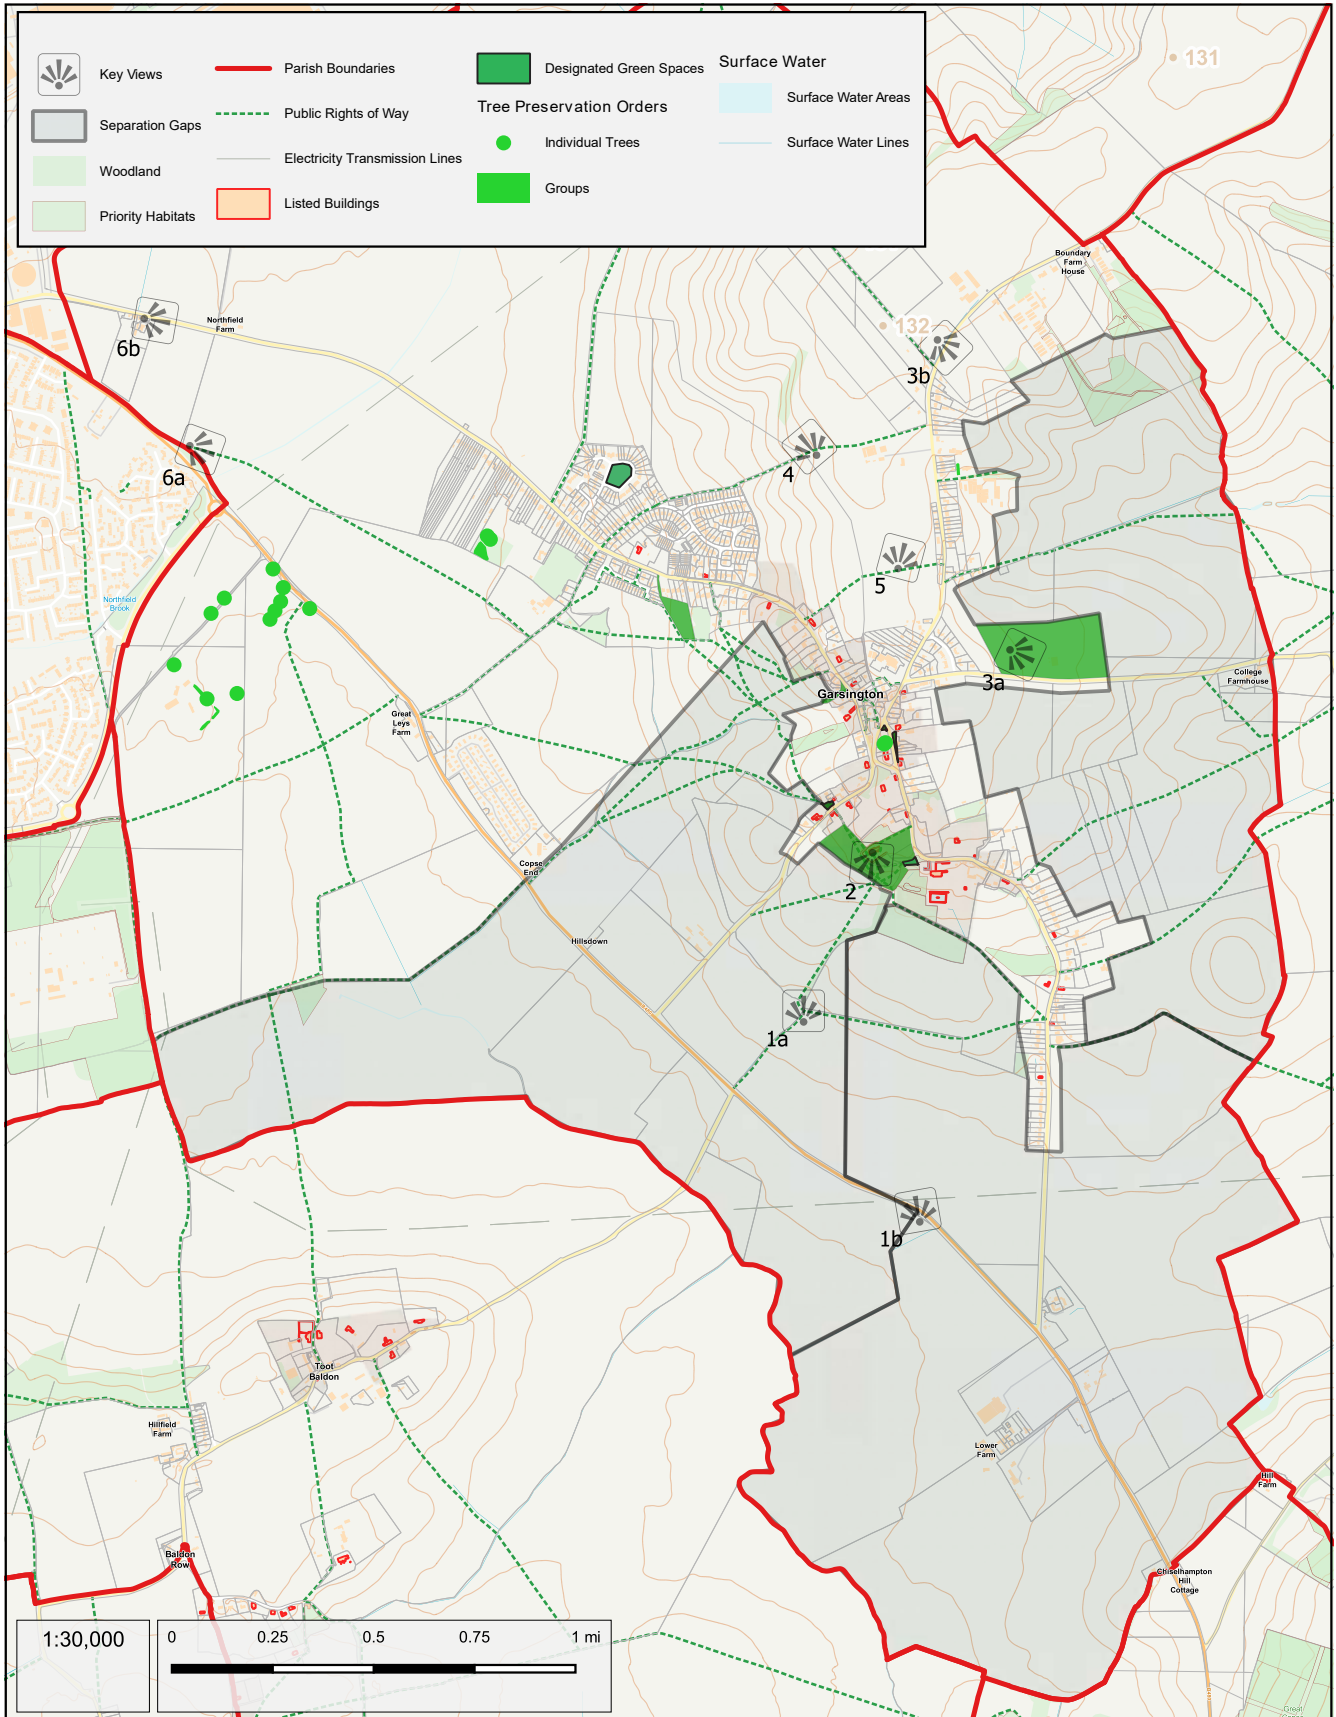 Key Views
Separation Gaps
Woodland
Priority Habitats
Parish Boundaries
Public Rights of Way
Electricity Transmission Lines
Listed Buildings
Designated Green Spaces
Tree Preservation Orders
Individual Trees
Groups
Surface Water
Surface Water Areas
Surface Water Lines
131
Boundary
Farm
House
132
Northfield
Farm
6b
3b
6a
4
5
Northfield
Brook
3a
College
Farmhouse
Garsington
Great
Leys
Farm
Copse
End
2
Hillsdown
1a
1b
Toot
Baldon
Hillfield
Farm
Lower
Farm
Hill
Farm
Baldon
Row
Chiselhampton
Hill
Cottage
1:30,000
0 0.25 0.5 0.75 1 mi
Great